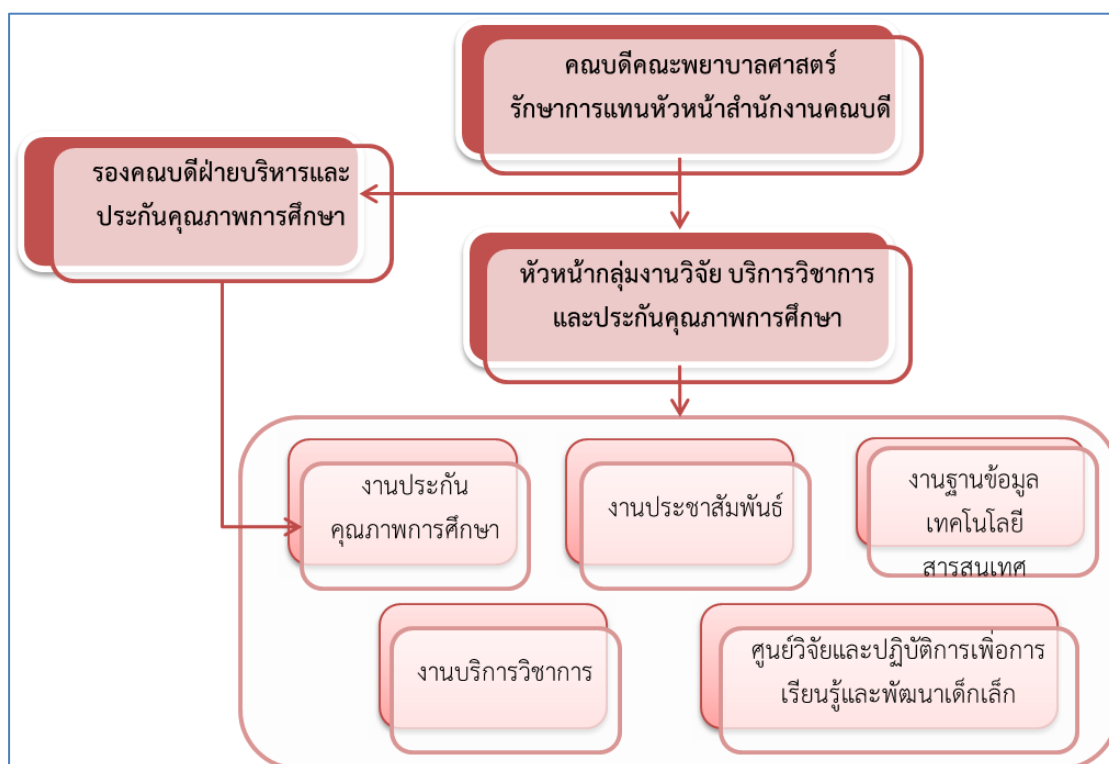 คณบดีคณะพยาบาลศาสตร์
รักษาการแทนหัวหน้าสำนักงานคณบดี
รองคณบดีฝ่ายบริหารและ
ประกันคุณภาพการศึกษา
หัวหน้ากลุ่มงานวิจัย บริการวิชาการ
และประกันคุณภาพการศึกษา
งานประกัน
คุณภาพการศึกษา
งานประชาสัมพันธ์
งานฐานข้อมูล
เทคโนโลยี
สารสนเทศ
งานบริการวิชาการ
ศูนย์วิจัยและปฏิบัติการเพื่อการ
เรียนรู้และพัฒนาเด็กเล็ก